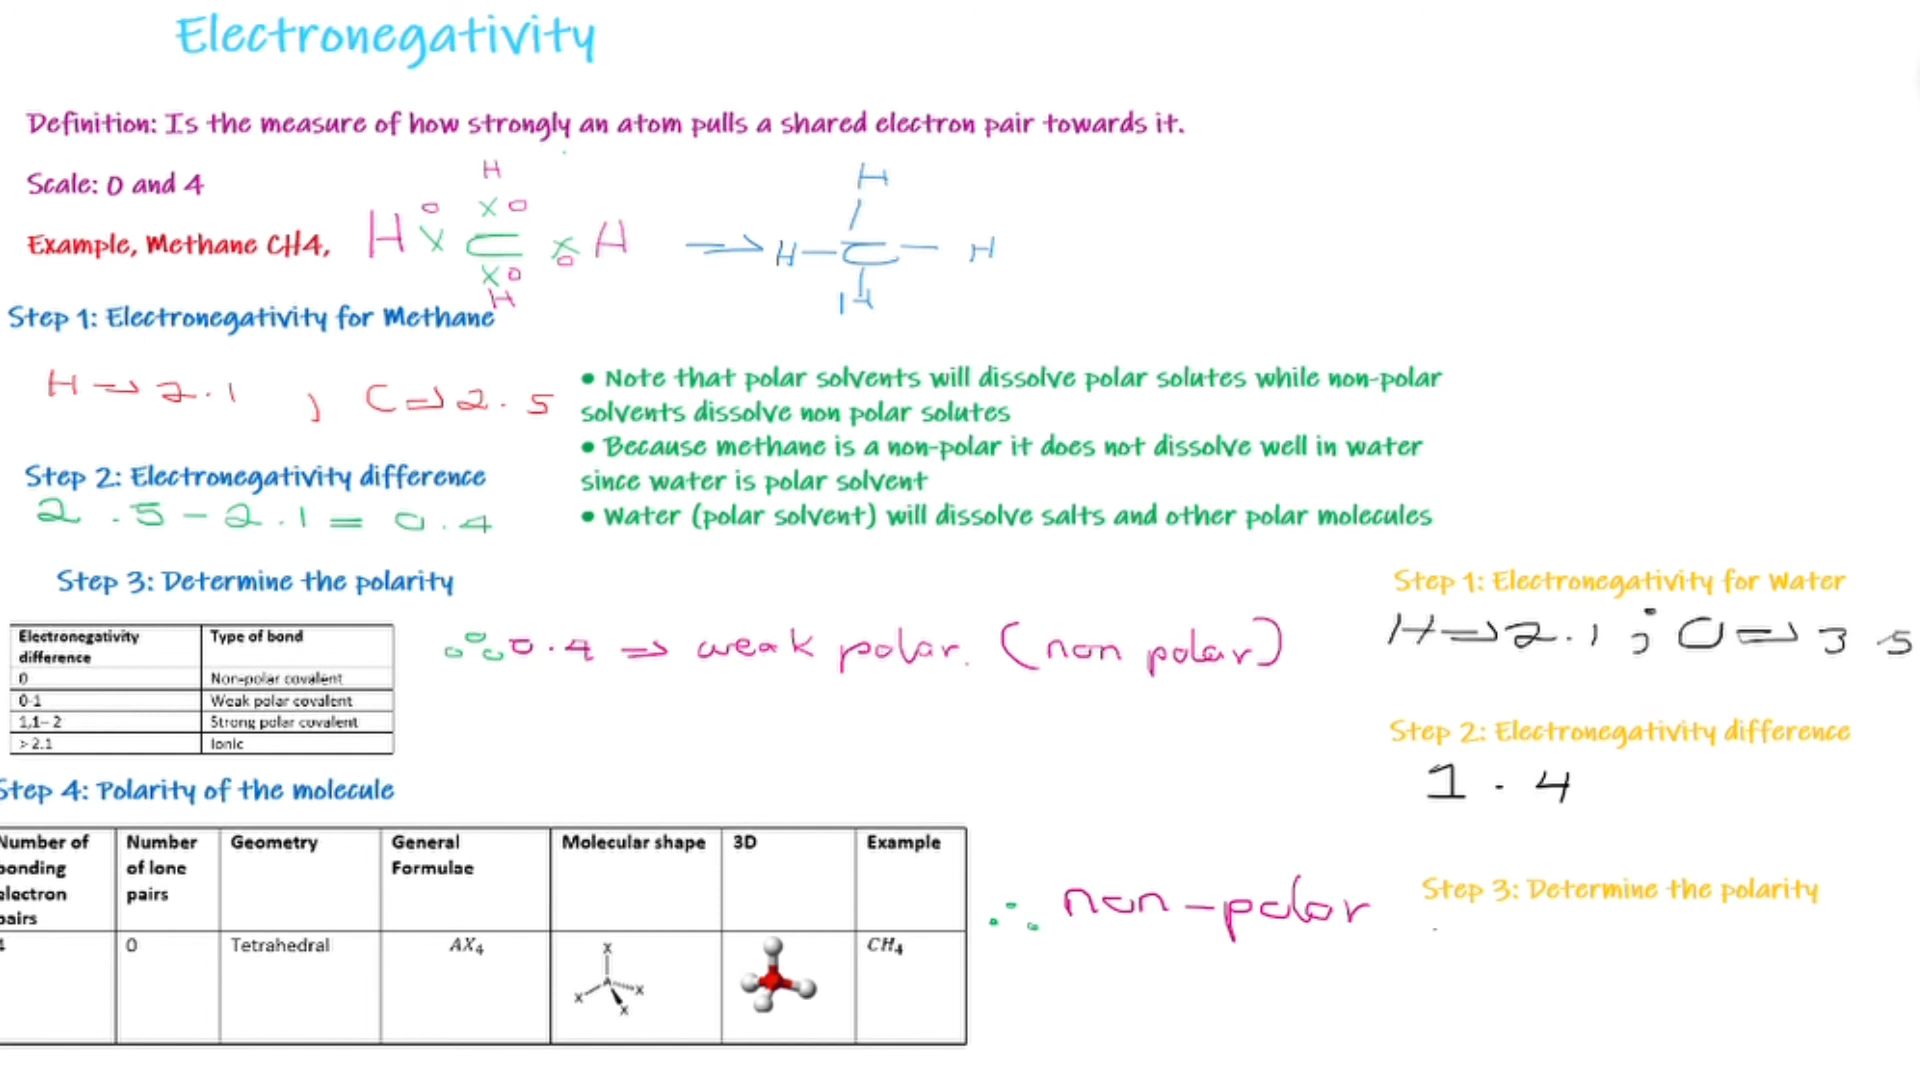 Electronegativity
Definition: Is the measure of how strongly an atom pulls a shared electron pair towards it.
Scale: 0 and 4
Example, Methane CH4,
H
x o
H o x C x o H
x o
H
⇒
H
H — C — H
H
Step 1: Electronegativity for Methane
H ⇒ 2.1 , C ⇒ 2.5
Step 2: Electronegativity difference
2.5 - 2.1 = 0.4
• Note that polar solvents will dissolve polar solutes while non-polar
solvents dissolve non polar solutes
• Because methane is a non-polar it does not dissolve well in water
since water is polar solvent
• Water (polar solvent) will dissolve salts and other polar molecules
Step 3: Determine the polarity
Electronegativity difference | Type of bond
0 | Non-polar covalent
0-1 | Weak polar covalent
1,1– 2 | Strong polar covalent
> 2.1 | Ionic
∴ 0.4 ⇒ weak polar. (non polar)
Step 4: Polarity of the molecule
Number of bonding electron pairs | Number of lone pairs | Geometry | General Formulae | Molecular shape | 3D | Example
4 | 0 | Tetrahedral | AX₄ | X A X X X | CH₄
∴ non-polar
Step 1: Electronegativity for Water
H ⇒ 2.1 ; O ⇒ 3.5
Step 2: Electronegativity difference
1.4
Step 3: Determine the polarity